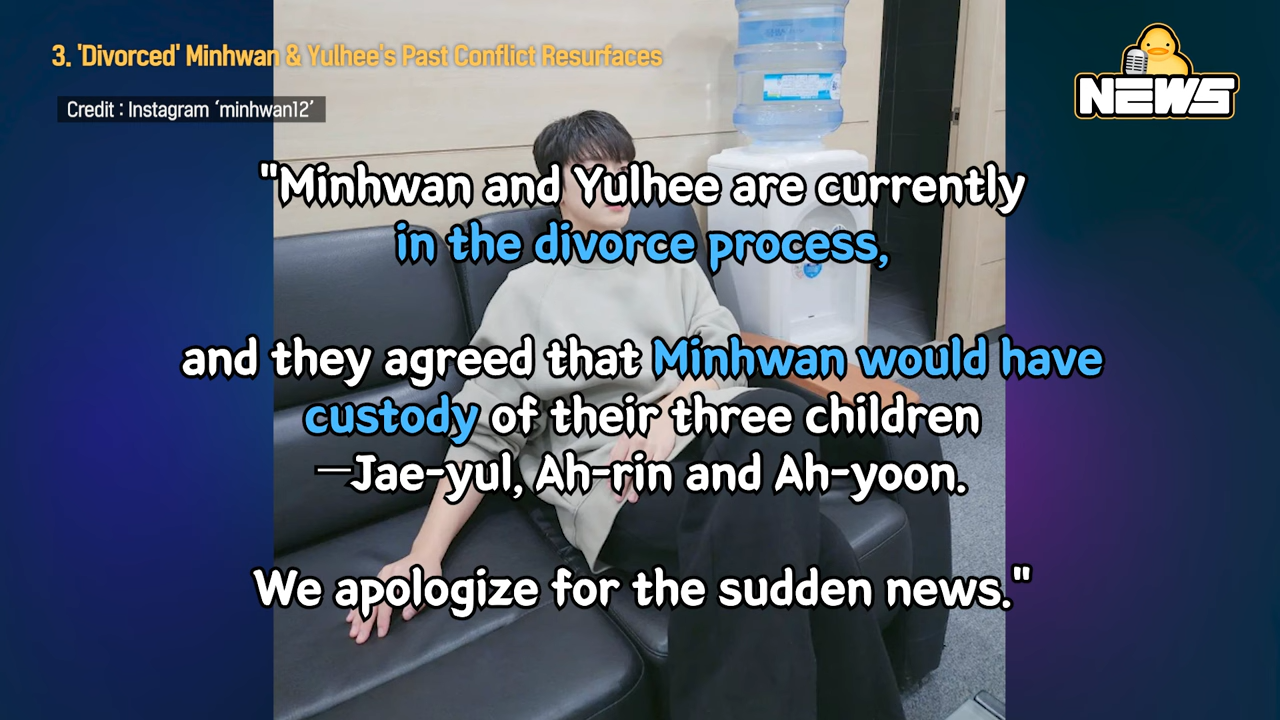 3. 'Divorced' Minhwan & Yulhee's Past Conflict Resurfaces
Credit : Instagram ‘minhwan12’
NEWS
"Minhwan and Yulhee are currently
in the divorce process,
and they agreed that Minhwan would have
custody of their three children
—Jae-yul, Ah-rin and Ah-yoon.
We apologize for the sudden news."